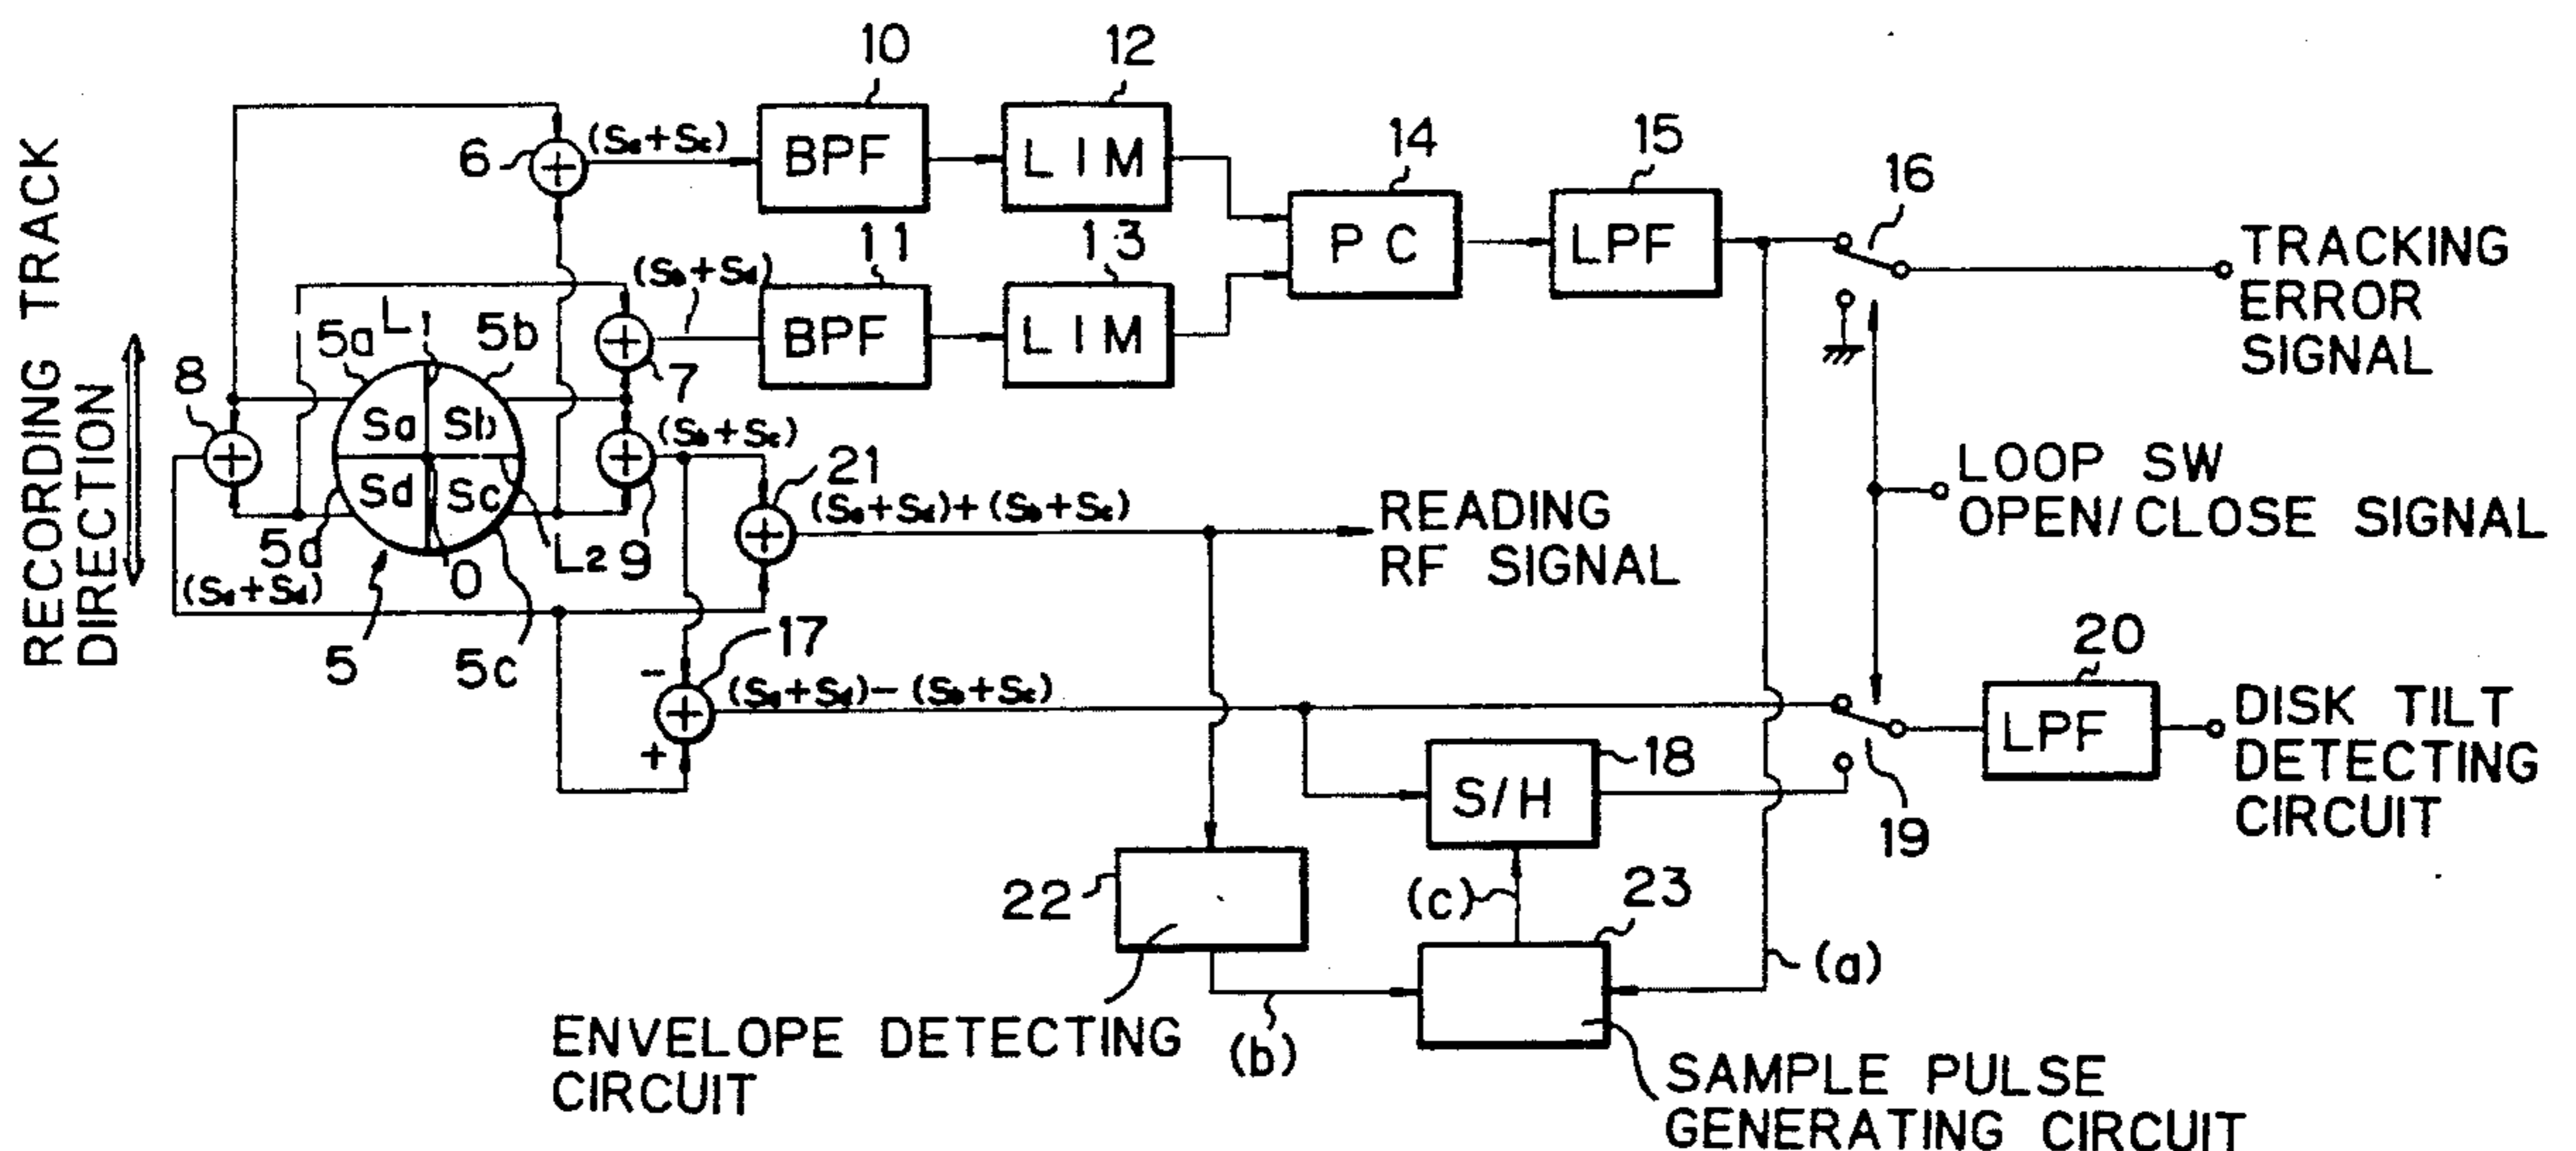 10
12
14
15
16
6
(Sa+Sc)
BPF
LIM
PC
LPF
TRACKING
ERROR
SIGNAL
11
13
(Sb+Sd)
BPF
LIM
7
RECORDING TRACK
DIRECTION
8
5a
L1
5b
Sa
Sb
Sd
Sc
5d
O
L2
9
5
5c
(Sa+Sd)
(Sb+Sc)
21
(Sa+Sd)+(Sb+Sc)
READING
RF SIGNAL
LOOP SW
OPEN/CLOSE SIGNAL
17
-
+
(Sa+Sd)-(Sb+Sc)
18
S/H
19
20
LPF
DISK TILT
DETECTING
CIRCUIT
22
(c)
23
(a)
(b)
ENVELOPE DETECTING
CIRCUIT
SAMPLE PULSE
GENERATING CIRCUIT